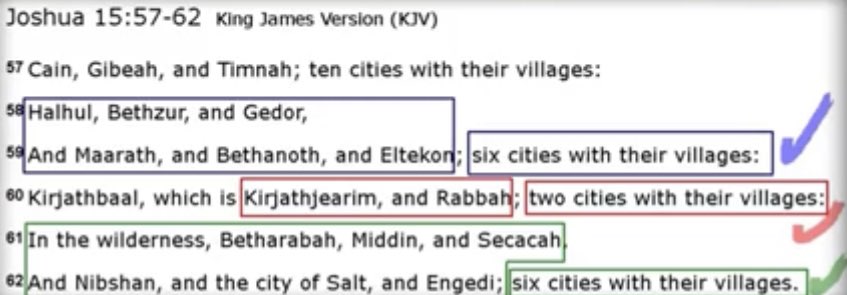 Joshua 15:57-62 King James Version (KJV)
57 Cain, Gibeah, and Timnah; ten cities with their villages:
58 Halhul, Bethzur, and Gedor,
59 And Maarath, and Bethanoth, and Eltekon; six cities with their villages:
60 Kirjathbaal, which is Kirjathjearim, and Rabbah; two cities with their villages:
61 In the wilderness, Betharabah, Middin, and Secacah,
62 And Nibshan, and the city of Salt, and Engedi; six cities with their villages.